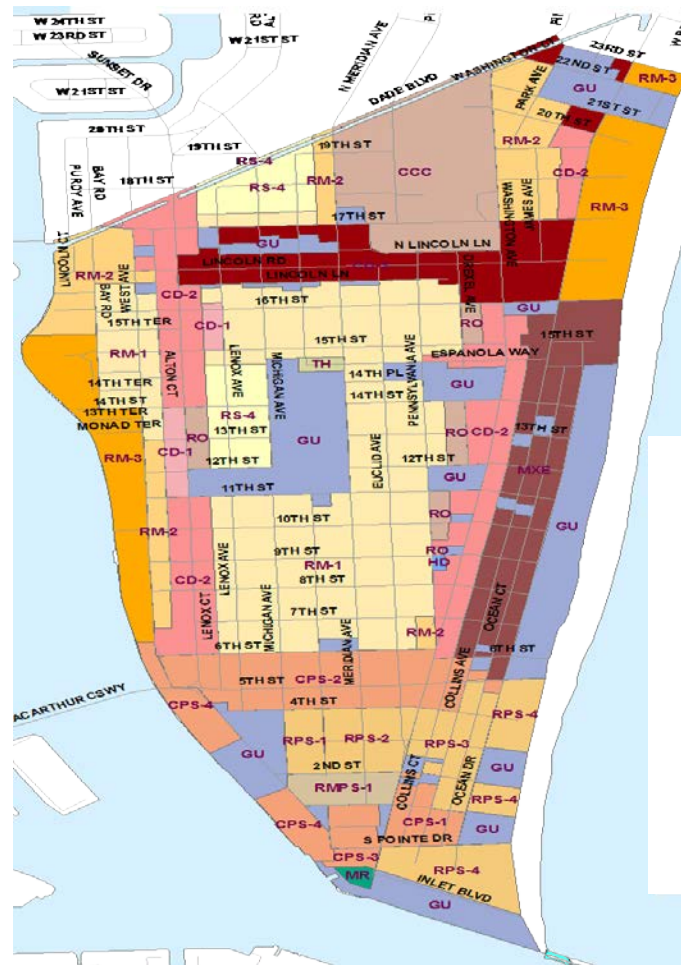 W 24TH ST
W 23RD ST
SUNSET DR
W 21ST ST
W 21ST ST
N MERIDIAN AVE
DADE BLVD
WASHINGTON CT
23RD ST
22ND ST
RM-3
PARK AVE
GU
21ST ST
20TH ST
20TH ST
19TH ST
19TH ST
RS-4
RM-2
CCC
RM-2
CD-2
BAY RD
PURDY AVE
18TH ST
RS-4
WASHINGTON AVE
JAMES AVE
RM-3
17TH ST
GU
N LINCOLN LN
LINCOLN RD
LINCOLN LN
DREXEL AVE
RM-2
BAY RD
WEST AVE
CD-2
16TH ST
GU
15TH TER
CD-1
15TH ST
RO
15TH ST
ESPANOLA WAY
RM-1
ALTON CT
LENOX AVE
MICHIGAN AVE
TH
PENNSYLVANIA AVE
14TH TER
14TH PL
GU
14TH ST
14TH ST
13TH TER
RS-4
MONAD TER
13TH ST
RO
GU
EUCLID AVE
RO
CD-2
13TH ST
RM-3
CD-1
12TH ST
12TH ST
MXE
11TH ST
GU
GU
RO
10TH ST
RM-2
9TH ST
RO
RM-1
HD
CD-2
LENOX AVE
8TH ST
LENOX CT
MICHIGAN AVE
7TH ST
OCEAN CT
MERIDIAN AVE
RM-2
6TH ST
6TH ST
COLLINS AVE
5TH ST
CPS-2
MACARTHUR CSWY
CPS-4
4TH ST
RPS-4
GU
RPS-1
RPS-2
RPS-3
2ND ST
COLLINS CT
OCEAN DR
GU
RMPS-1
RPS-4
CPS-4
CPS-1
GU
S POINTE DR
CPS-3
MR
RPS-4
INLET BLVD
GU